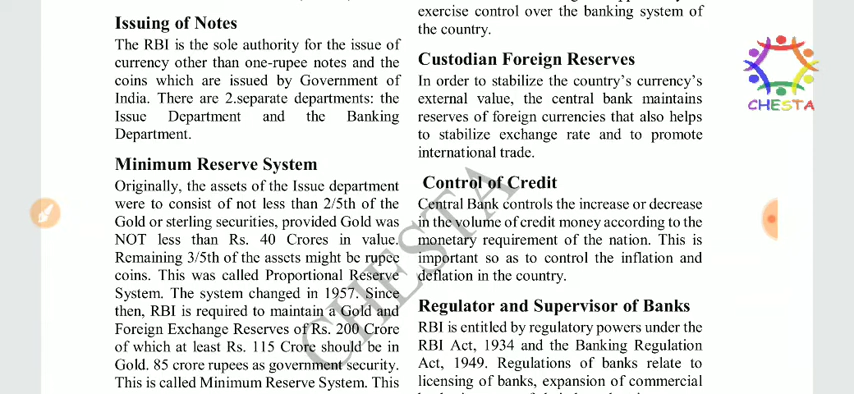 Issuing of Notes
The RBI is the sole authority for the issue of
currency other than one-rupee notes and the
coins which are issued by Government of
India. There are 2.separate departments: the
Issue Department and the Banking
Department.
Minimum Reserve System
Originally, the assets of the Issue department
were to consist of not less than 2/5th of the
Gold or sterling securities, provided Gold was
NOT less than Rs. 40 Crores in value.
Remaining 3/5th of the assets might be rupee
coins. This was called Proportional Reserve
System. The system changed in 1957. Since
then, RBI is required to maintain a Gold and
Foreign Exchange Reserves of Rs. 200 Crore
of which at least Rs. 115 Crore should be in
Gold. 85 crore rupees as government security.
This is called Minimum Reserve System. This
exercise control over the banking system of
the country.
Custodian Foreign Reserves
In order to stabilize the country's currency's
external value, the central bank maintains
reserves of foreign currencies that also helps
to stabilize exchange rate and to promote
international trade.
Control of Credit
Central Bank controls the increase or decrease
in the volume of credit money according to the
monetary requirement of the nation. This is
important so as to control the inflation and
deflation in the country.
Regulator and Supervisor of Banks
RBI is entitled by regulatory powers under the
RBI Act, 1934 and the Banking Regulation
Act, 1949. Regulations of banks relate to
licensing of banks, expansion of commercial
CHESTA
CHESTA